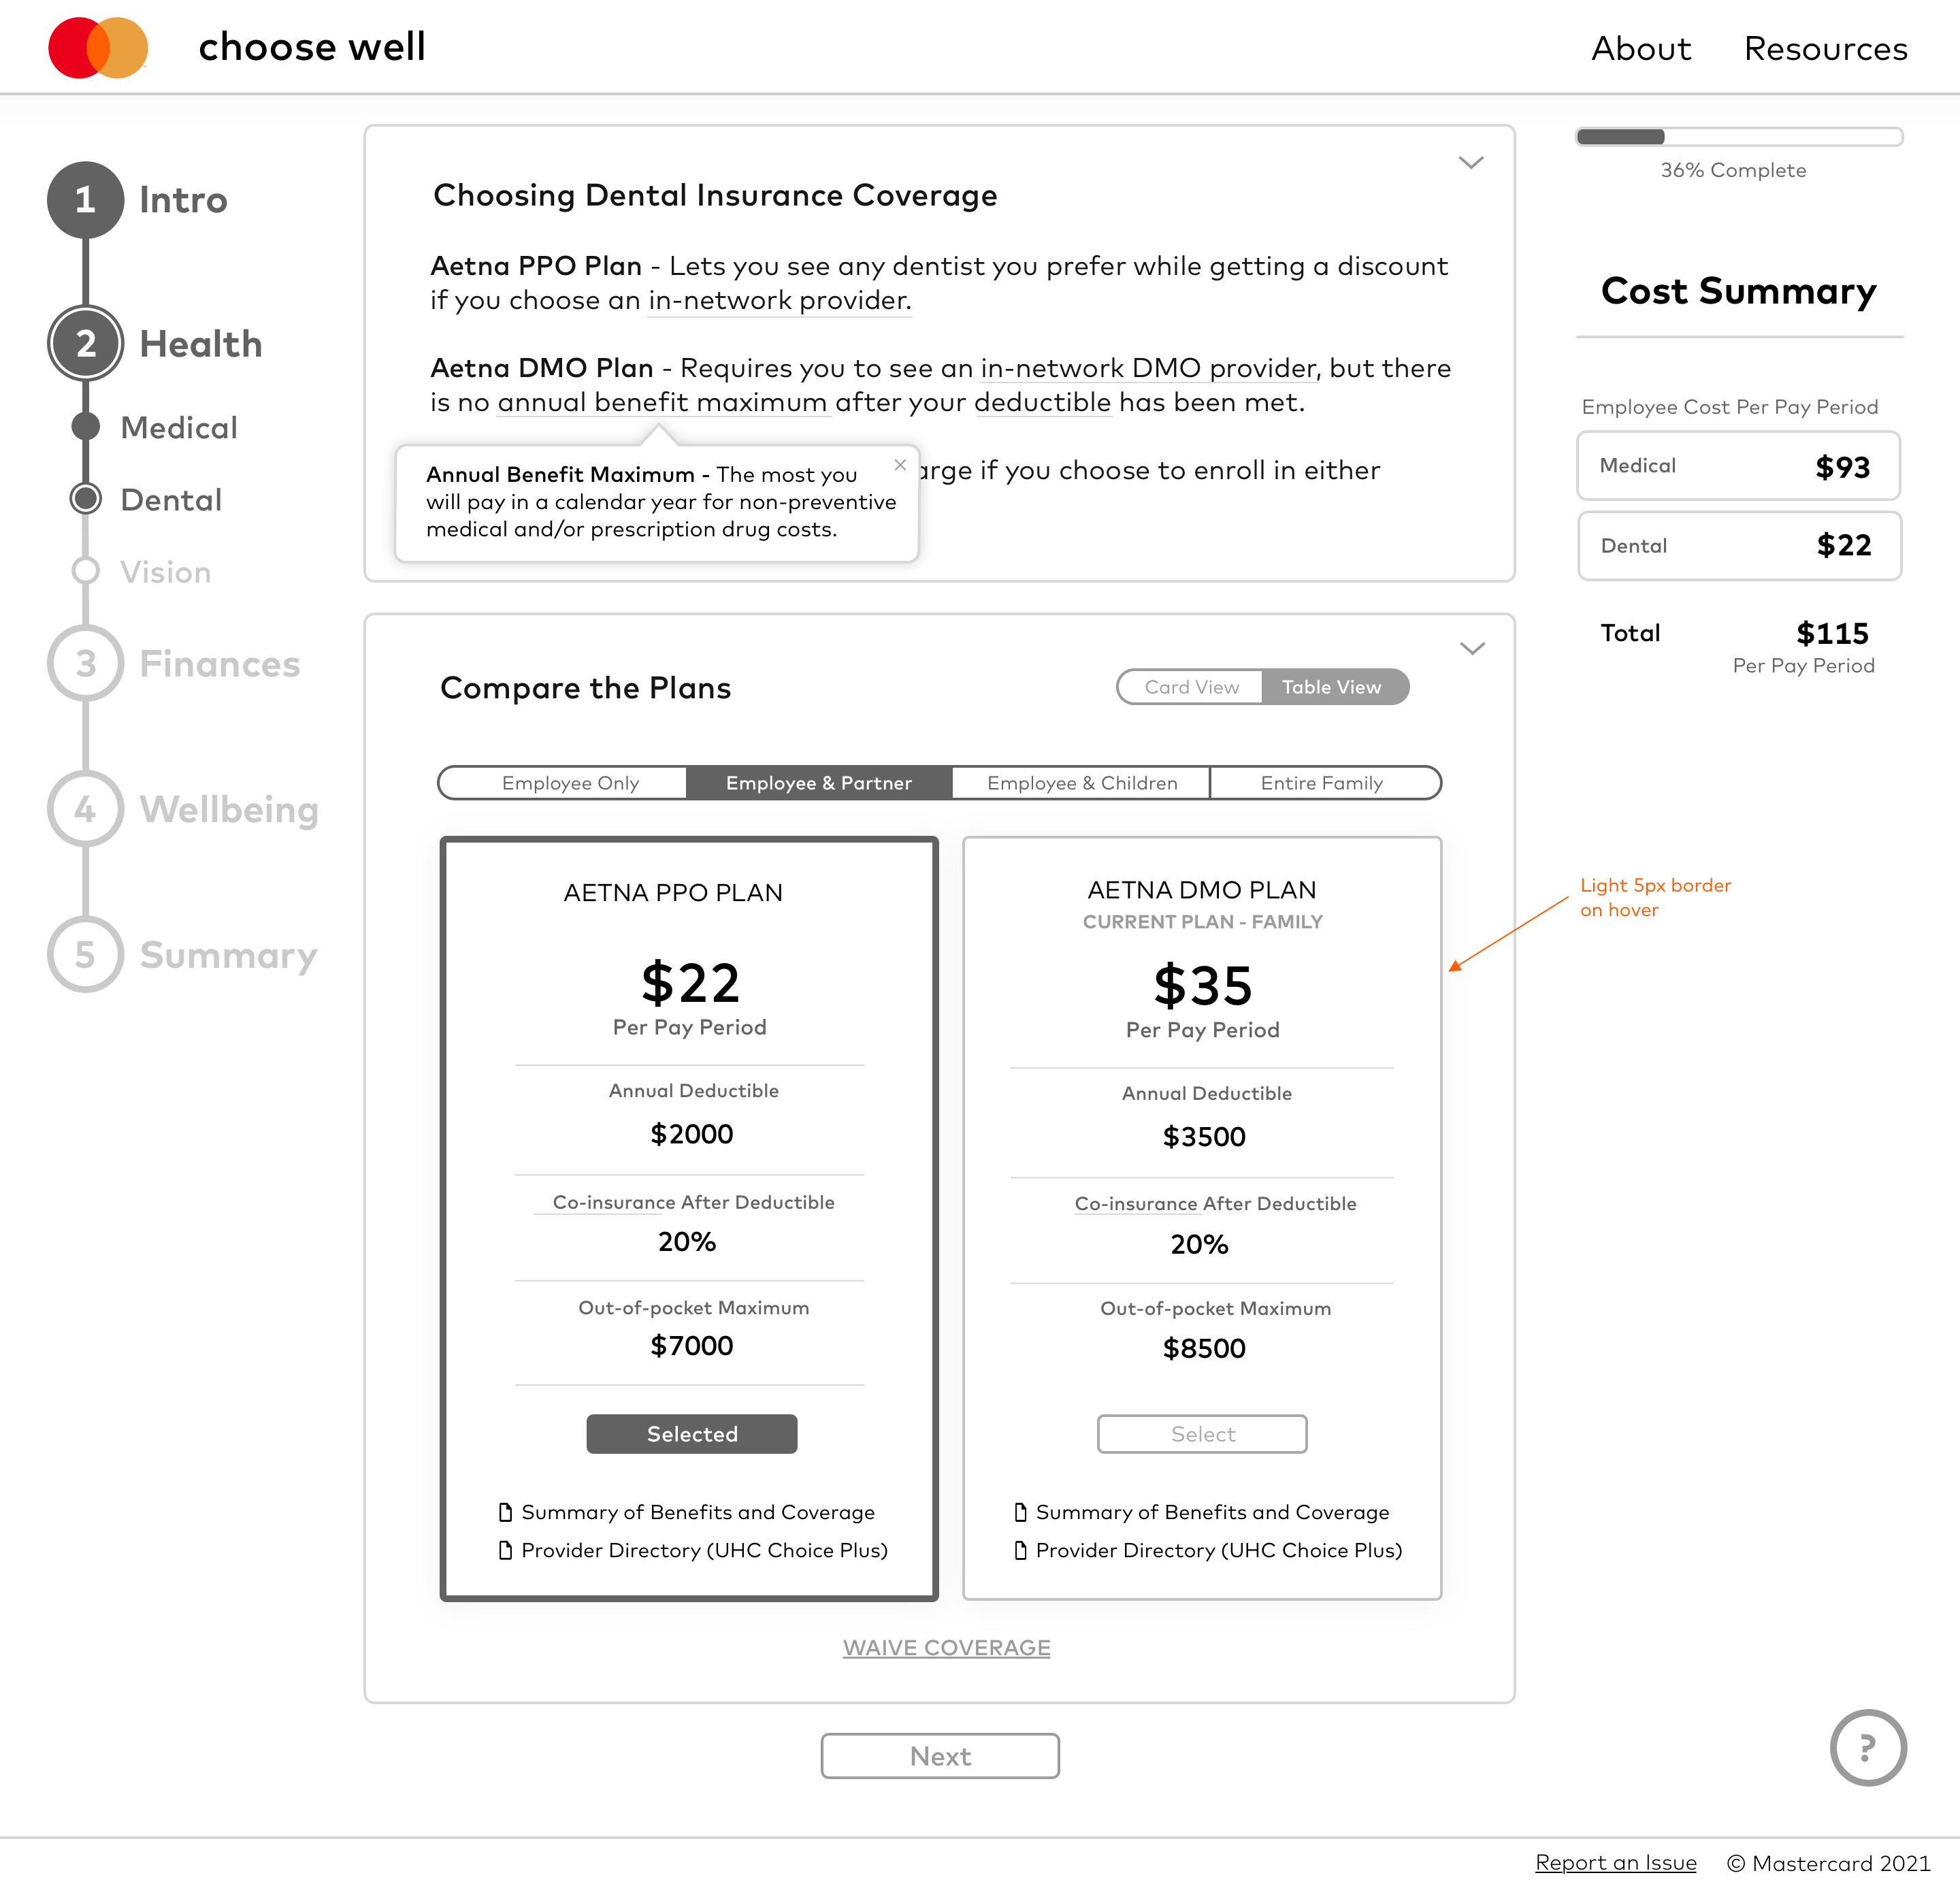 choose well
About
Resources
1 Intro
2 Health
Medical
Dental
Vision
3 Finances
4 Wellbeing
5 Summary
Choosing Dental Insurance Coverage
Aetna PPO Plan - Lets you see any dentist you prefer while getting a discount
if you choose an in-network provider.
Aetna DMO Plan - Requires you to see an in-network DMO provider, but there
is no annual benefit maximum after your deductible has been met.
if you choose to enroll in either
Annual Benefit Maximum - The most you
will pay in a calendar year for non-preventive
medical and/or prescription drug costs.
36% Complete
Cost Summary
Employee Cost Per Pay Period
Medical $93
Dental $22
Total $115
Per Pay Period
Compare the Plans
Card View
Table View
Employee Only
Employee & Partner
Employee & Children
Entire Family
AETNA PPO PLAN
$22
Per Pay Period
Annual Deductible
$2000
Co-insurance After Deductible
20%
Out-of-pocket Maximum
$7000
Selected
Summary of Benefits and Coverage
Provider Directory (UHC Choice Plus)
AETNA DMO PLAN
CURRENT PLAN - FAMILY
$35
Per Pay Period
Annual Deductible
$3500
Co-insurance After Deductible
20%
Out-of-pocket Maximum
$8500
Select
Summary of Benefits and Coverage
Provider Directory (UHC Choice Plus)
Light 5px border
on hover
WAIVE COVERAGE
Next
?
Report an Issue
© Mastercard 2021